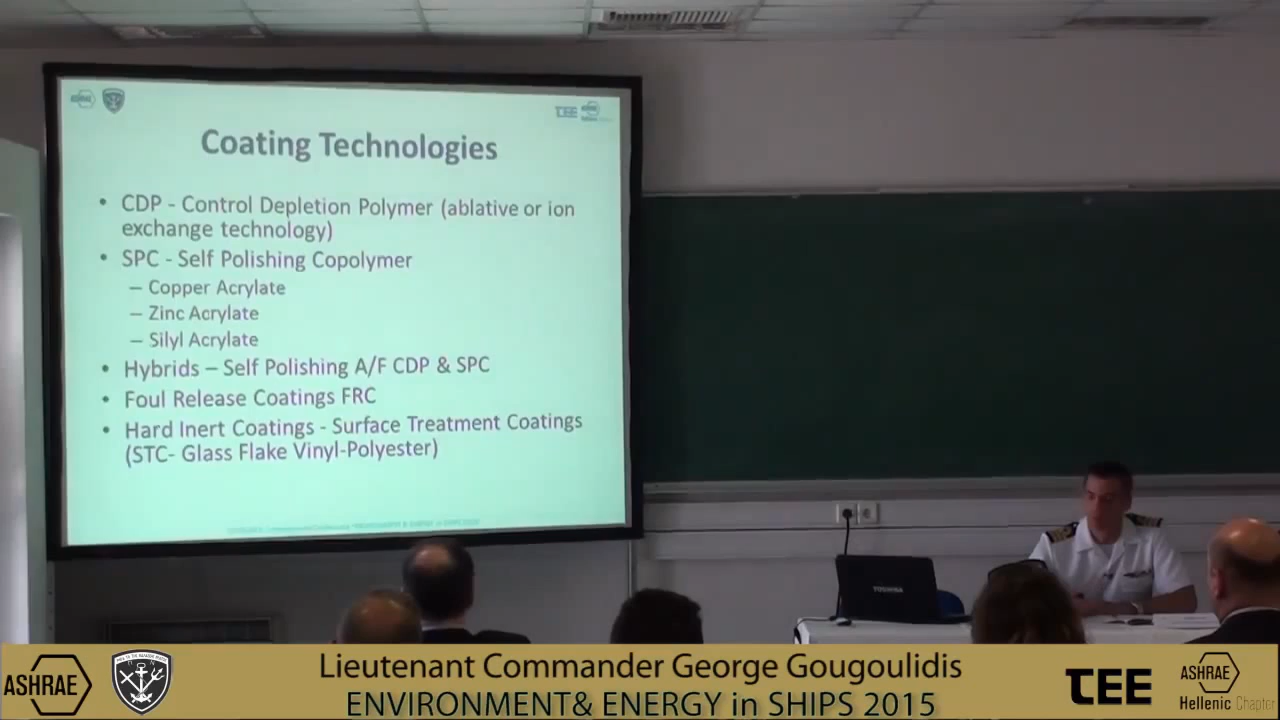 ASHRAE
TEE
Coating Technologies
• CDP - Control Depletion Polymer (ablative or ion
exchange technology)
• SPC - Self Polishing Copolymer
– Copper Acrylate
– Zinc Acrylate
– Silyl Acrylate
• Hybrids – Self Polishing A/F CDP & SPC
• Foul Release Coatings FRC
• Hard Inert Coatings - Surface Treatment Coatings
(STC- Glass Flake Vinyl-Polyester)
TOSHIBA
ASHRAE
Lieutenant Commander George Gougoulidis
ENVIRONMENT& ENERGY in SHIPS 2015
TEE
ASHRAE
Hellenic Chapter